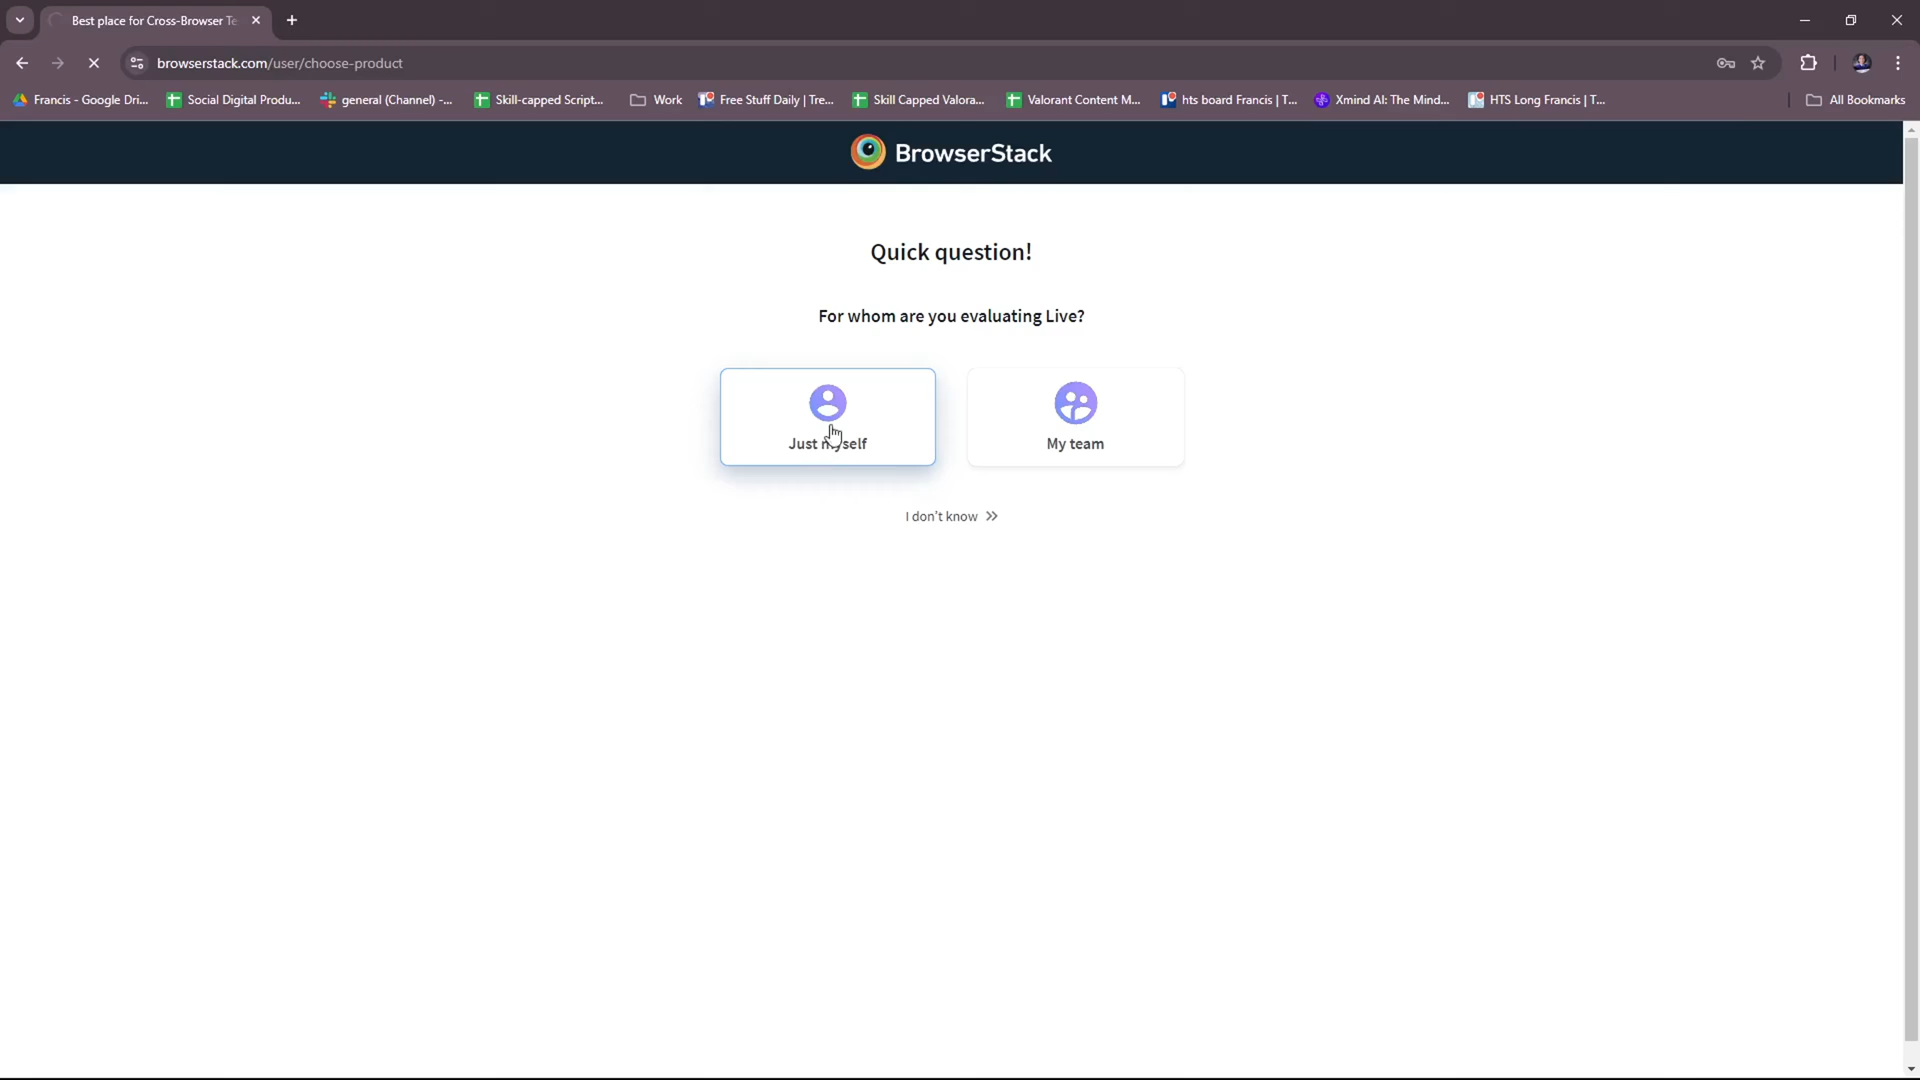 Best place for Cross-Browser Te
browserstack.com/user/choose-product
Francis - Google Dri...
Social Digital Produ...
general (Channel) -...
Skill-capped Script...
Work
Free Stuff Daily | Tre...
Skill Capped Valora...
Valorant Content M...
hts board Francis | T...
Xmind AI: The Mind...
HTS Long Francis | T...
All Bookmarks
BrowserStack
Quick question!
For whom are you evaluating Live?
Just myself
My team
I don't know